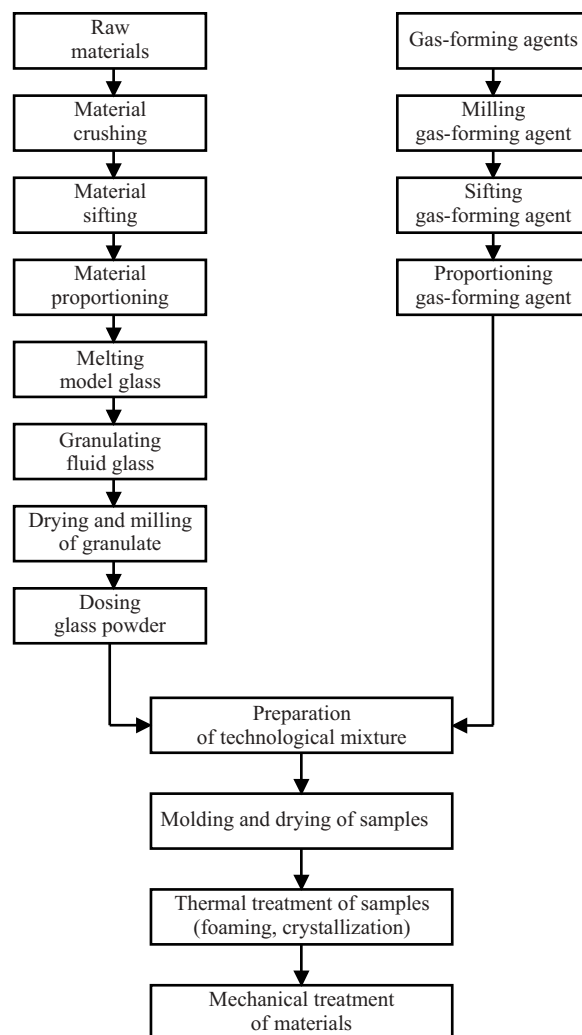 Raw
materials
Material
crushing
Material
sifting
Material
proportioning
Melting
model glass
Granulating
fluid glass
Drying and milling
of granulate
Dosing
glass powder
Gas-forming agents
Milling
gas-forming agent
Sifting
gas-forming agent
Proportioning
gas-forming agent
Preparation
of technological mixture
Molding and drying of samples
Thermal treatment of samples
(foaming, crystallization)
Mechanical treatment
of materials